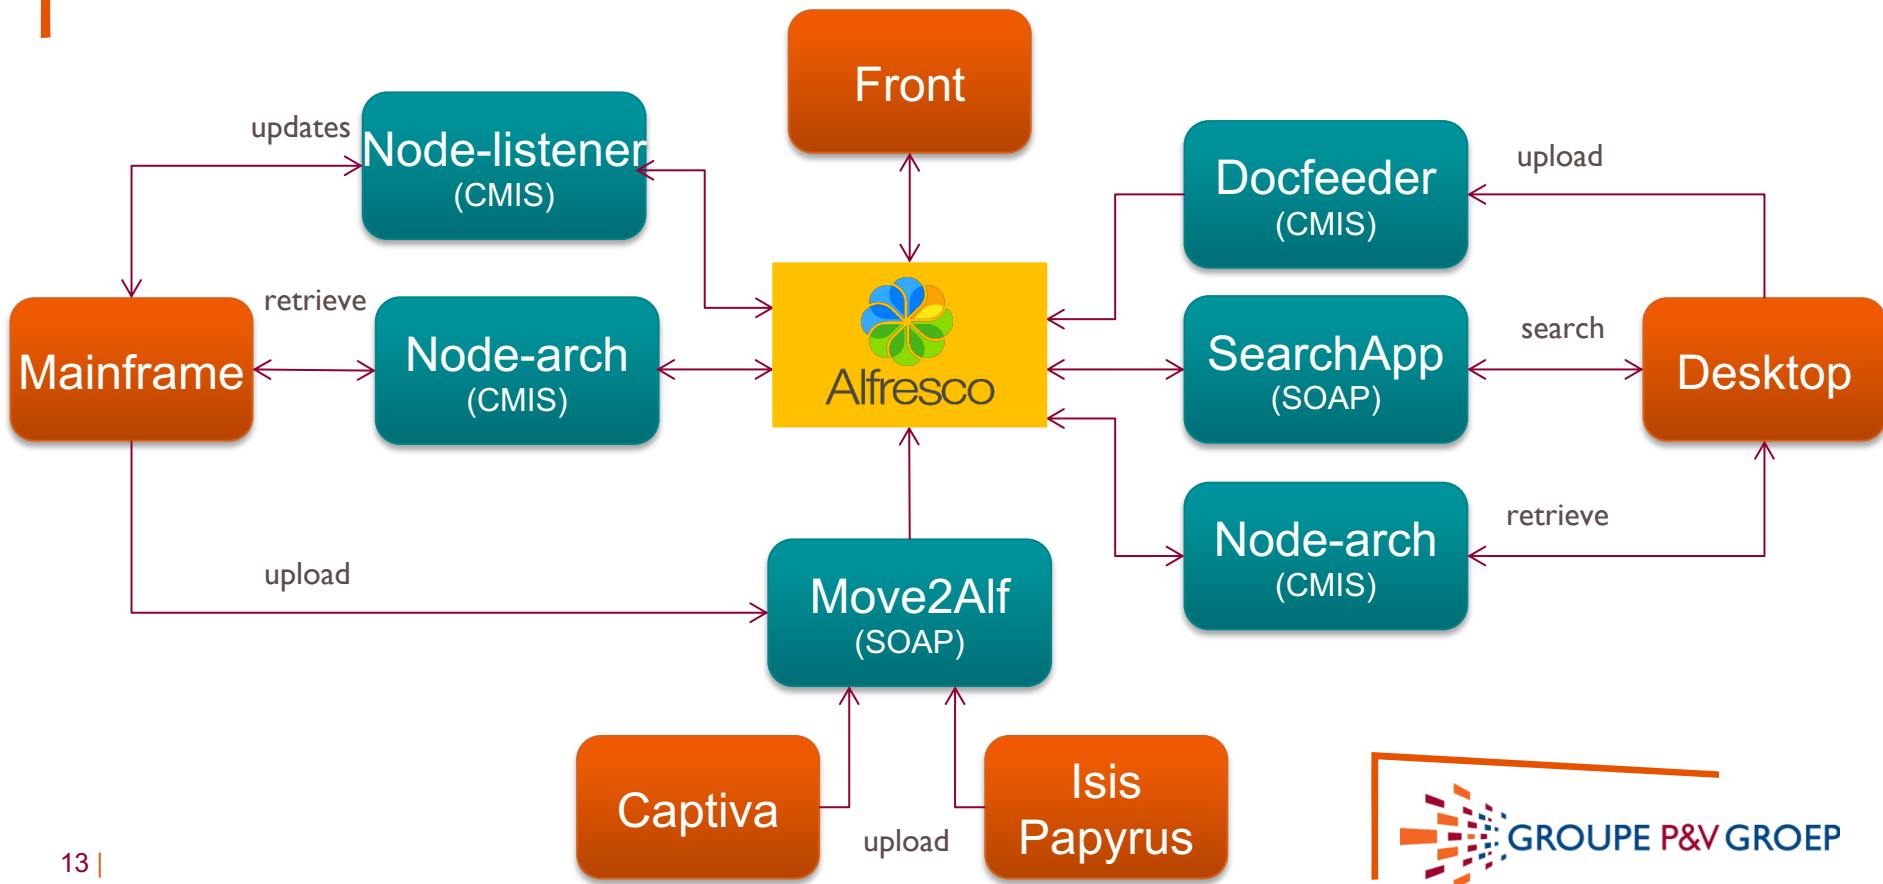 Front
updates
Node-listener
(CMIS)
Docfeeder
(CMIS)
upload
retrieve
Mainframe
Node-arch
(CMIS)
Alfresco
SearchApp
(SOAP)
search
Desktop
Node-arch
(CMIS)
retrieve
upload
Move2Alf
(SOAP)
Captiva
upload
Isis
Papyrus
GROUPE P&V GROEP
13 |